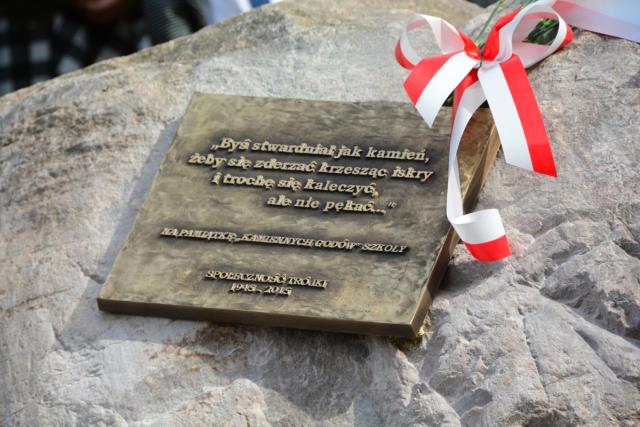 „Byś stwardniał jak kamień,
żeby się zderzać krzesząc iskry
i trochę się kaleczyć,
ale nie pękać..."
NA PAMIĄTKĘ „KAMIENNYCH GODÓW" SZKOŁY
SPOŁECZNOŚĆ TRÓJKI
1945-2015